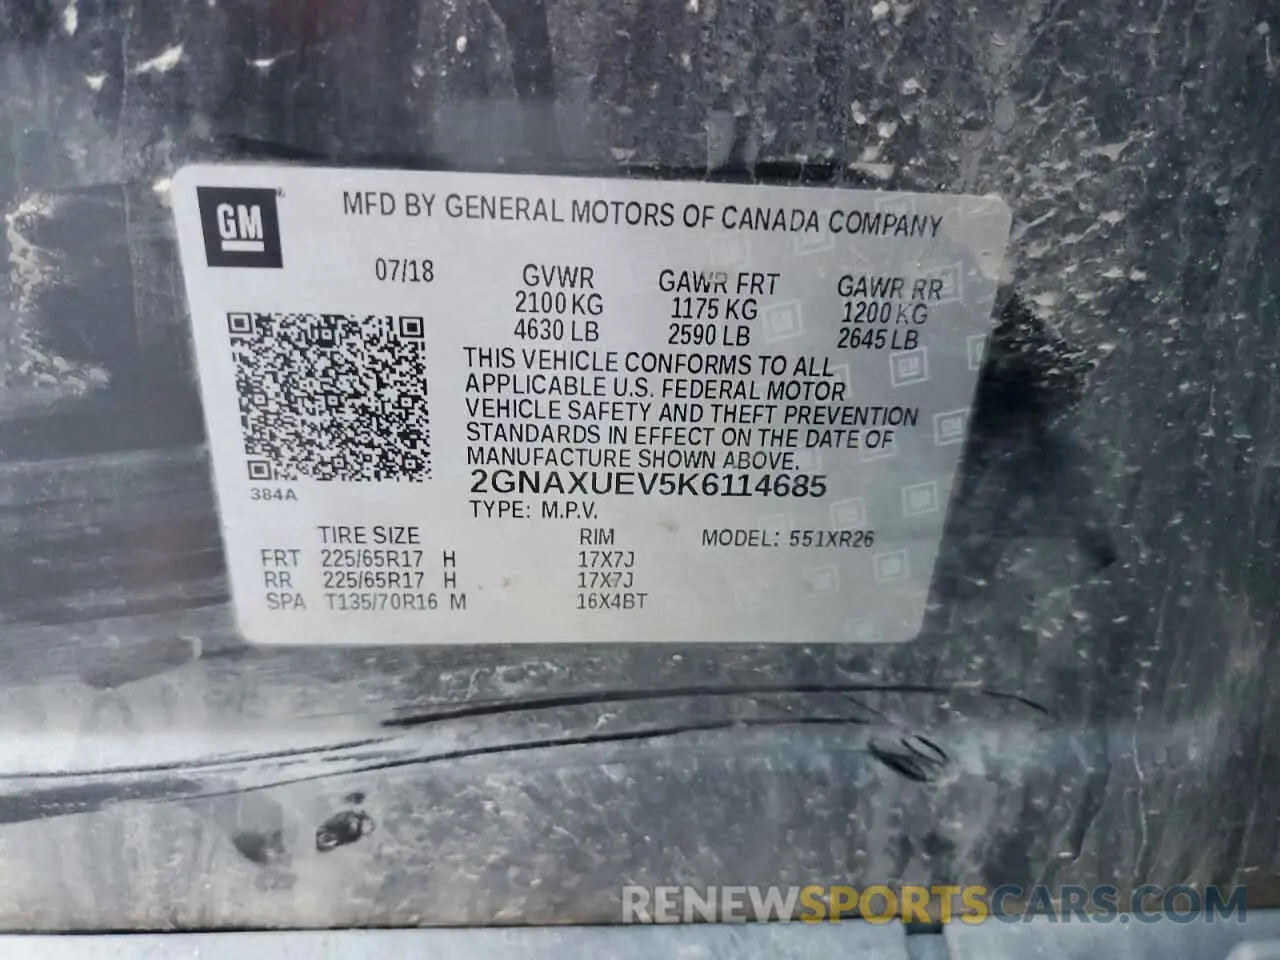 GM®
MFD BY GENERAL MOTORS OF CANADA COMPANY
07/18
GVWR GAWR FRT GAWR RR
2100 KG 1175 KG 1200 KG
4630 LB 2590 LB 2645 LB
THIS VEHICLE CONFORMS TO ALL
APPLICABLE U.S. FEDERAL MOTOR
VEHICLE SAFETY AND THEFT PREVENTION
STANDARDS IN EFFECT ON THE DATE OF
MANUFACTURE SHOWN ABOVE.
384A
2GNAXUEV5K6114685
TYPE: M.P.V.
TIRE SIZE RIM MODEL: 551XR26
FRT 225/65R17 H 17X7J
RR 225/65R17 H 17X7J
SPA T135/70R16 M 16X4BT
RENEWSPORTSCARS.COM